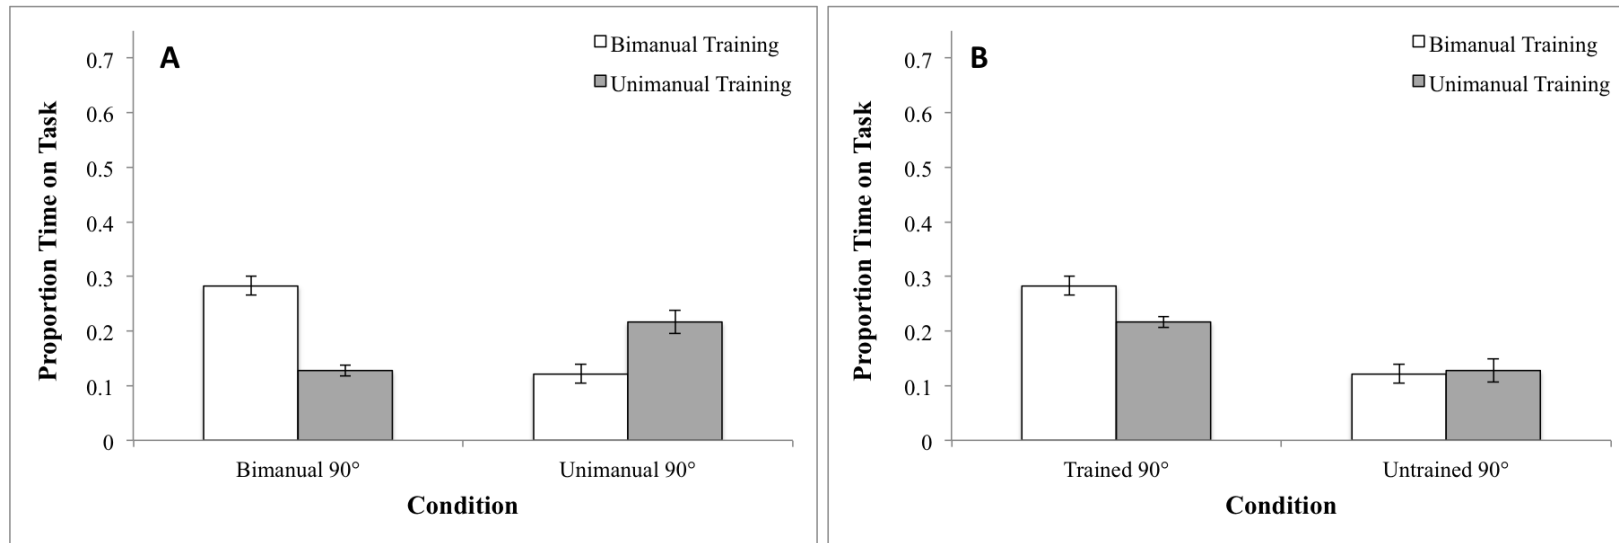 A
Bimanual Training
Unimanual Training
Proportion Time on Task
0.7
0.6
0.5
0.4
0.3
0.2
0.1
0
Bimanual 90°
Unimanual 90°
Condition
B
Bimanual Training
Unimanual Training
Proportion Time on Task
0.7
0.6
0.5
0.4
0.3
0.2
0.1
0
Trained 90°
Untrained 90°
Condition